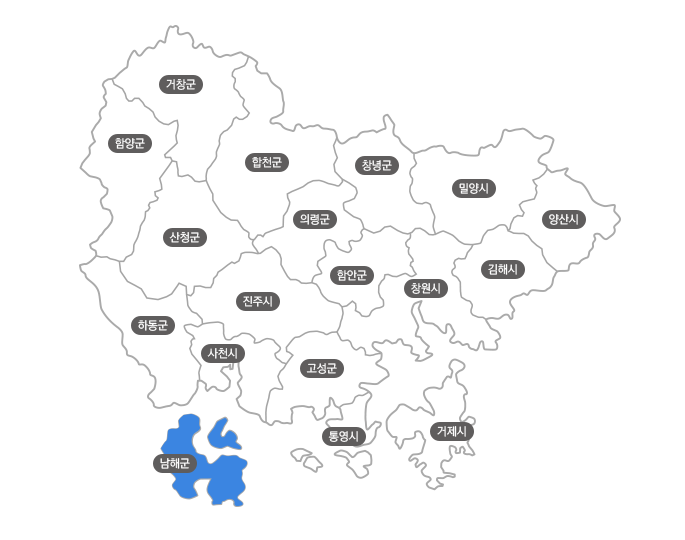 거창군
함양군
합천군
창녕군
밀양시
의령군
양산시
산청군
김해시
함안군
창원시
진주시
하동군
사천시
고성군
거제시
통영시
남해군